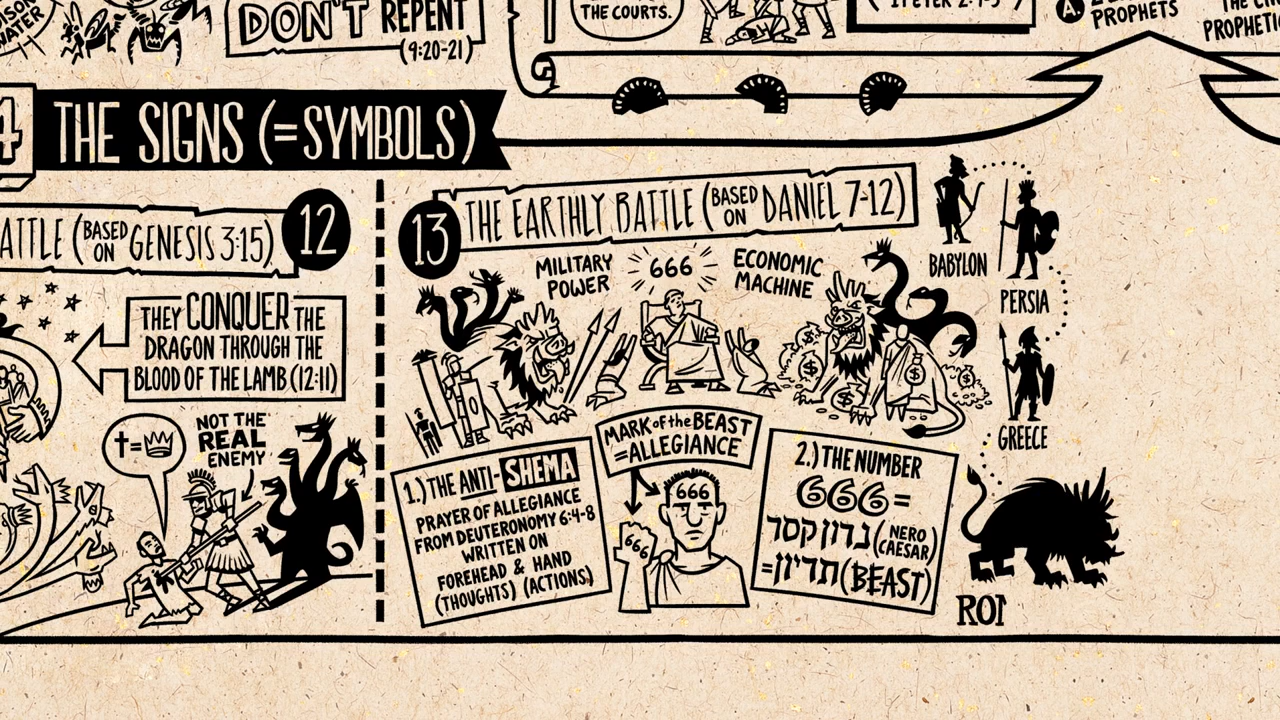 THE COURTS.
DON'T REPENT
(9:20-21)
PROPHETS
4 THE SIGNS (=SYMBOLS)
(BASED ON GENESIS 3:15)
12
THEY CONQUER THE
DRAGON THROUGH THE
BLOOD OF THE LAMB (12:11)
NOT THE
REAL
ENEMY
13 THE EARTHLY BATTLE (BASED ON DANIEL 7-12)
MILITARY
POWER
666
ECONOMIC
MACHINE
MARK of the BEAST
=ALLEGIANCE
666
666
1.) THE ANTI-SHEMA
PRAYER OF ALLEGIANCE
FROM DEUTERONOMY 6:4-8
WRITTEN ON
FOREHEAD & HAND
(THOUGHTS) (ACTIONS)
2.) THE NUMBER
666=
נרון קסר (NERO CAESAR)
=תריון (BEAST)
BABYLON
PERSIA
GREECE